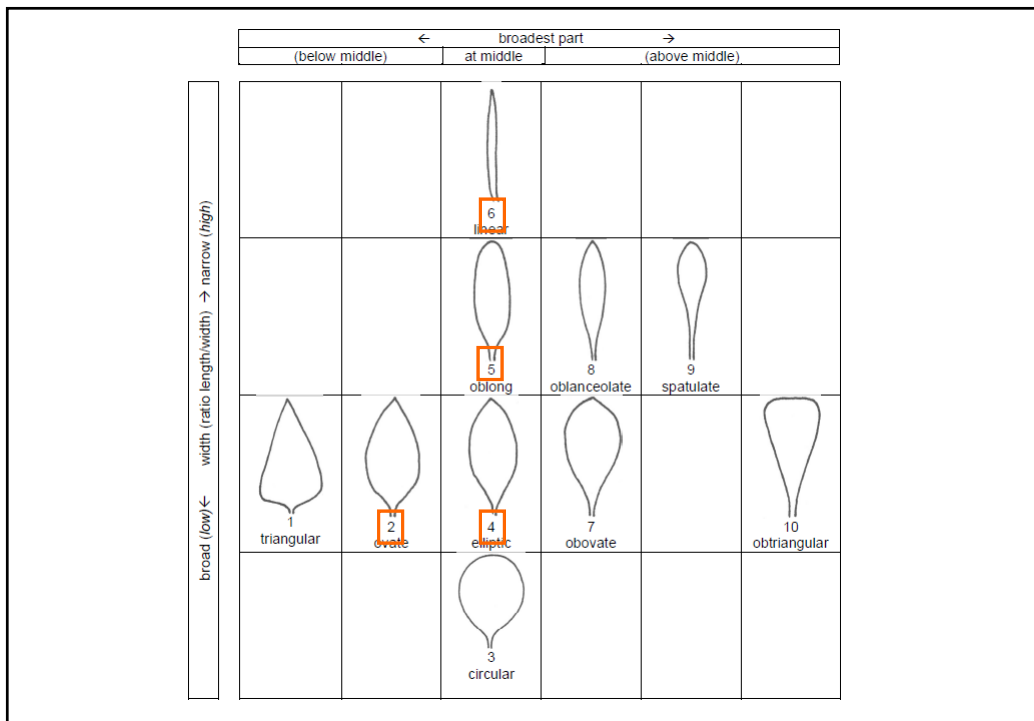 ← broadest part →
(below middle) at middle (above middle)
broad (low) ← width (ratio length/width) → narrow (high)
6
linear
5 8 9
oblong oblanceolate spatulate
1 2 4 7 10
triangular ovate elliptic obovate obtriangular
3
circular